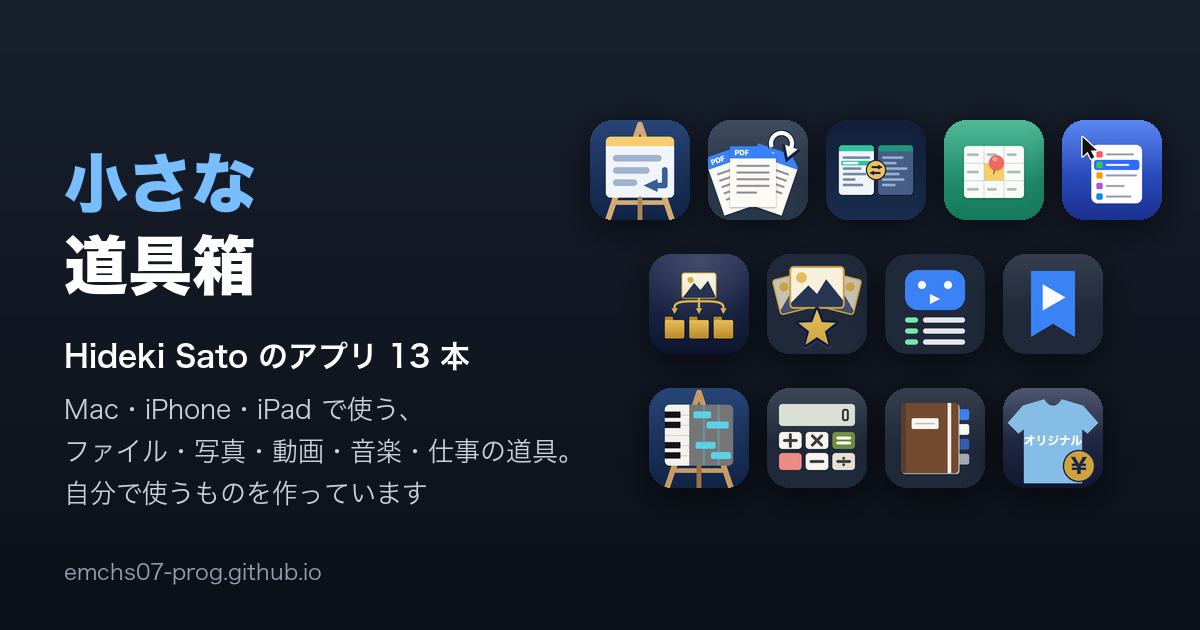 小さな
道具箱
Hideki Sato のアプリ 13 本
Mac・iPhone・iPad で使う、
ファイル・写真・動画・音楽・仕事の道具。
自分で使うものを作っています
emchs07-prog.github.io
PDF
PDF
0
+ × =
− ÷
オリジナル
¥